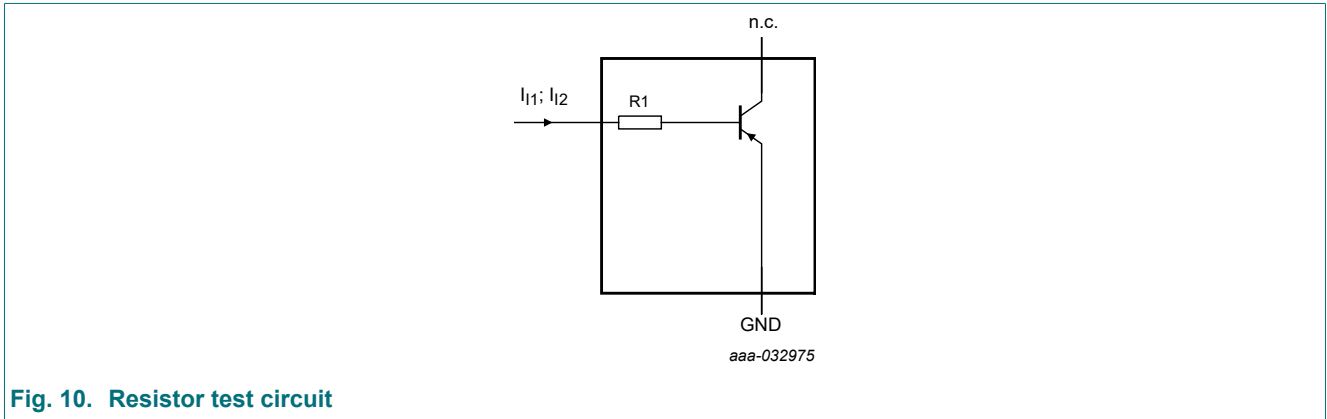 n.c.
I_I1; I_I2
R1
GND
aaa-032975
Fig. 10. Resistor test circuit